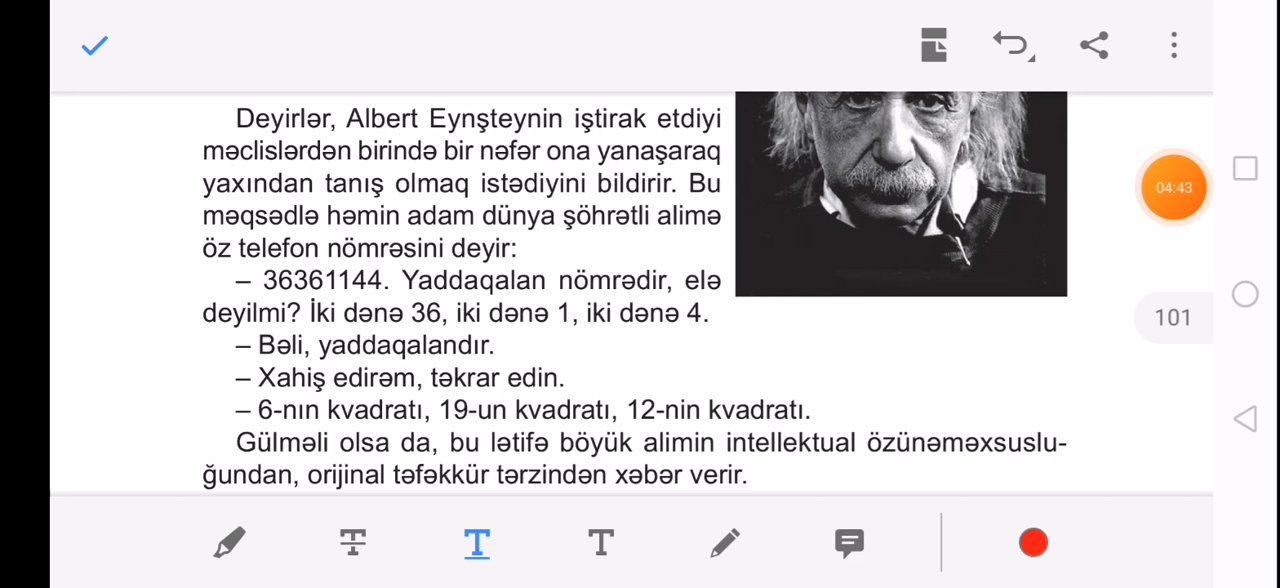 Deyirlər, Albert Eynşteynin iştirak etdiyi
məclislərdən birində bir nəfər ona yanaşaraq
yaxından tanış olmaq istədiyini bildirir. Bu
məqsədlə həmin adam dünya şöhrətli alimə
öz telefon nömrəsini deyir:
– 36361144. Yaddaqalan nömrədir, elə
deyilmi? İki dənə 36, iki dənə 1, iki dənə 4.
– Bəli, yaddaqalandır.
– Xahiş edirəm, təkrar edin.
– 6-nın kvadratı, 19-un kvadratı, 12-nin kvadratı.
Gülməli olsa da, bu lətifə böyük alimin intellektual özünəməxsuslu-
ğundan, orijinal təfəkkür tərzindən xəbər verir.
04:43
101
T
T
T